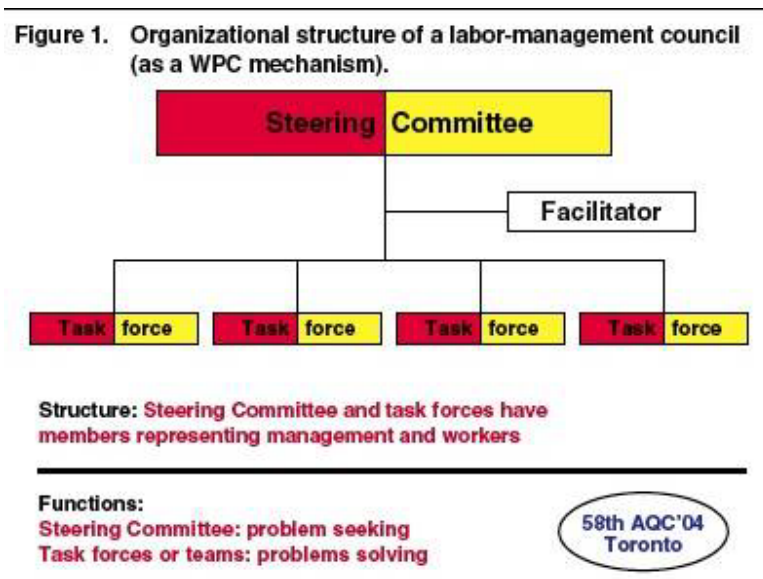 Figure 1. Organizational structure of a labor-management council
(as a WPC mechanism).
Steering Committee
Facilitator
Task force Task force Task force Task force
Structure: Steering Committee and task forces have
members representing management and workers
Functions:
Steering Committee: problem seeking
Task forces or teams: problems solving
58th AQC'04
Toronto